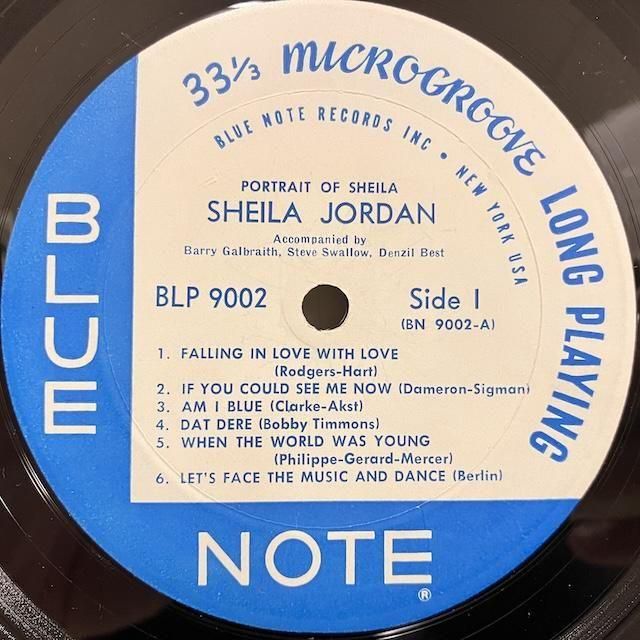 33⅓ MICROGROOVE LONG PLAYING
BLUE NOTE RECORDS INC • NEW YORK USA
PORTRAIT OF SHEILA
SHEILA JORDAN
Accompanied by
Barry Galbraith, Steve Swallow, Denzil Best
BLP 9002
Side 1
(BN 9002-A)
1. FALLING IN LOVE WITH LOVE
(Rodgers-Hart)
2. IF YOU COULD SEE ME NOW (Dameron-Sigman)
3. AM I BLUE (Clarke-Akst)
4. DAT DERE (Bobby Timmons)
5. WHEN THE WORLD WAS YOUNG
(Philippe-Gerard-Mercer)
6. LET'S FACE THE MUSIC AND DANCE (Berlin)
BLUE
NOTE®